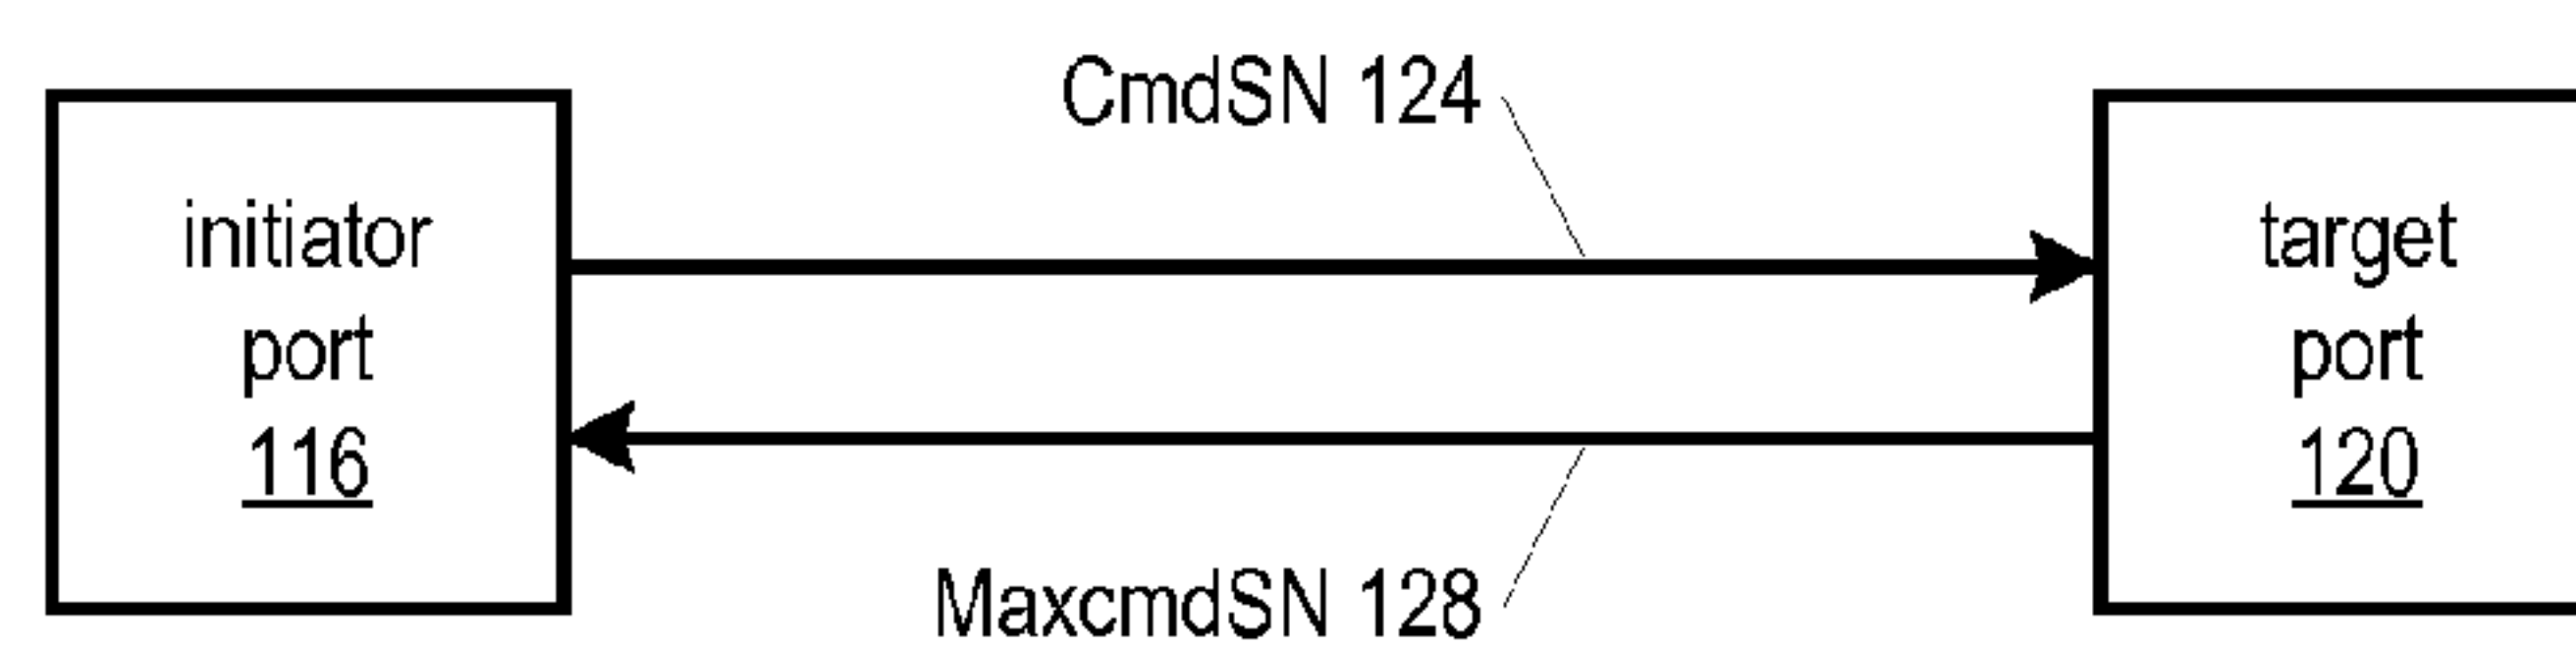 CmdSN 124
initiator
port
116
target
port
120
MaxcmdSN 128